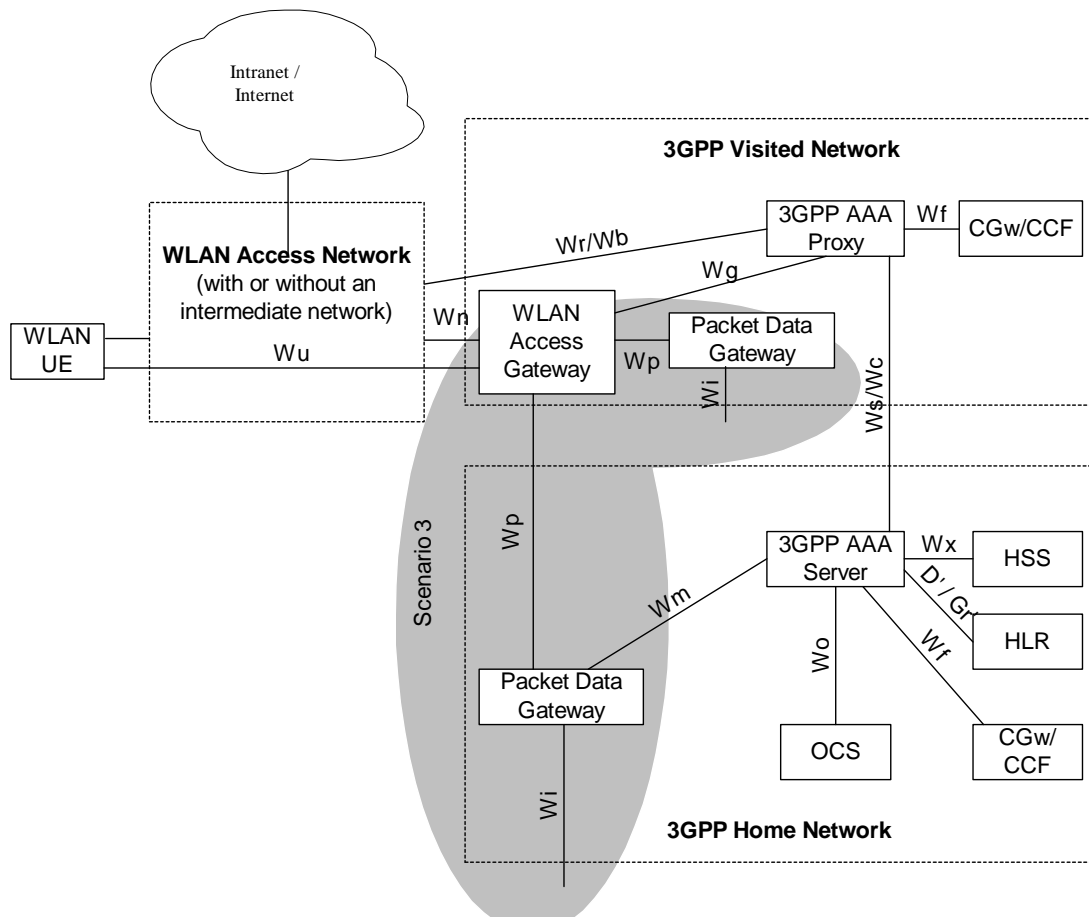 Intranet /
Internet
3GPP Visited Network
3GPP AAA
Proxy
Wf
CGw/CCF
Wr/Wb
WLAN Access Network
(with or without an
intermediate network)
Wg
Wn
WLAN
Access
Gateway
Packet Data
Gateway
WLAN
UE
Wu
Wp
Wi
Ws/Wc
Scenario 3
Wp
3GPP AAA
Server
Wx
HSS
D' / Gr'
HLR
Wm
Wo
Wf
Packet Data
Gateway
OCS
CGw/
CCF
Wi
3GPP Home Network